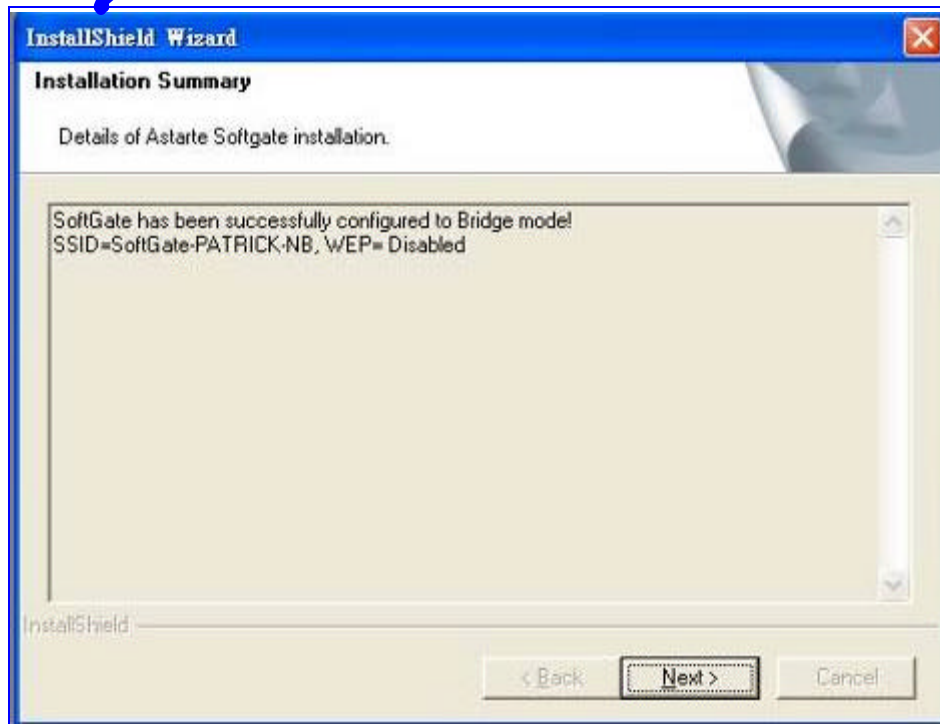 InstallShield Wizard
Installation Summary
Details of Astarte Softgate installation.
SoftGate has been successfully configured to Bridge mode!
SSID=SoftGate-PATRICK-NB, WEP= Disabled
InstallShield
< Back
Next >
Cancel